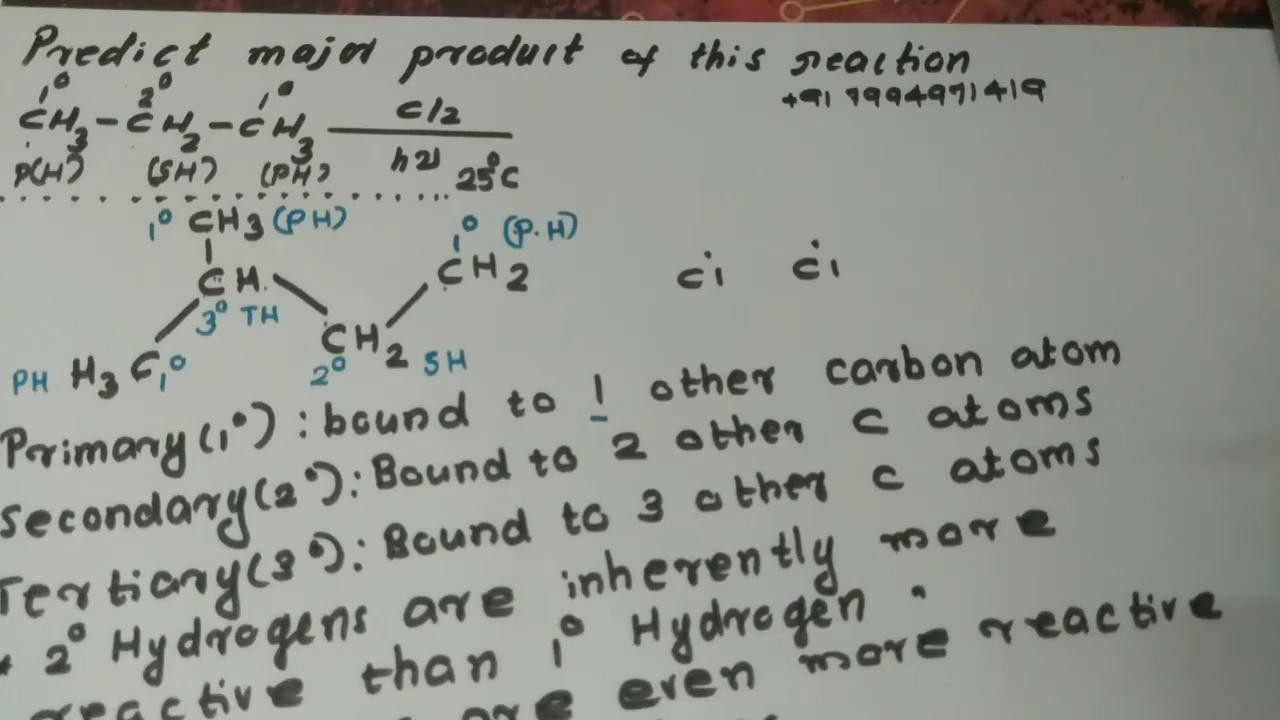 Predict major product of this reaction
+91 9994971419
1° 2° 1°
CH3-CH2-CH3 Cl2
P(H) (SH) (PH) hν 25°C
1° CH3 (PH) 1° (P.H)
CH CH2 Cl Cl
3° TH
PH H3C 1° CH2 SH
2°
Primary (1°): bound to 1 other carbon atom
Secondary (2°): Bound to 2 other C atoms
Tertiary (3°): Bound to 3 other C atoms
2° Hydrogens are inherently more
reactive than 1° Hydrogen.
are even more reactive